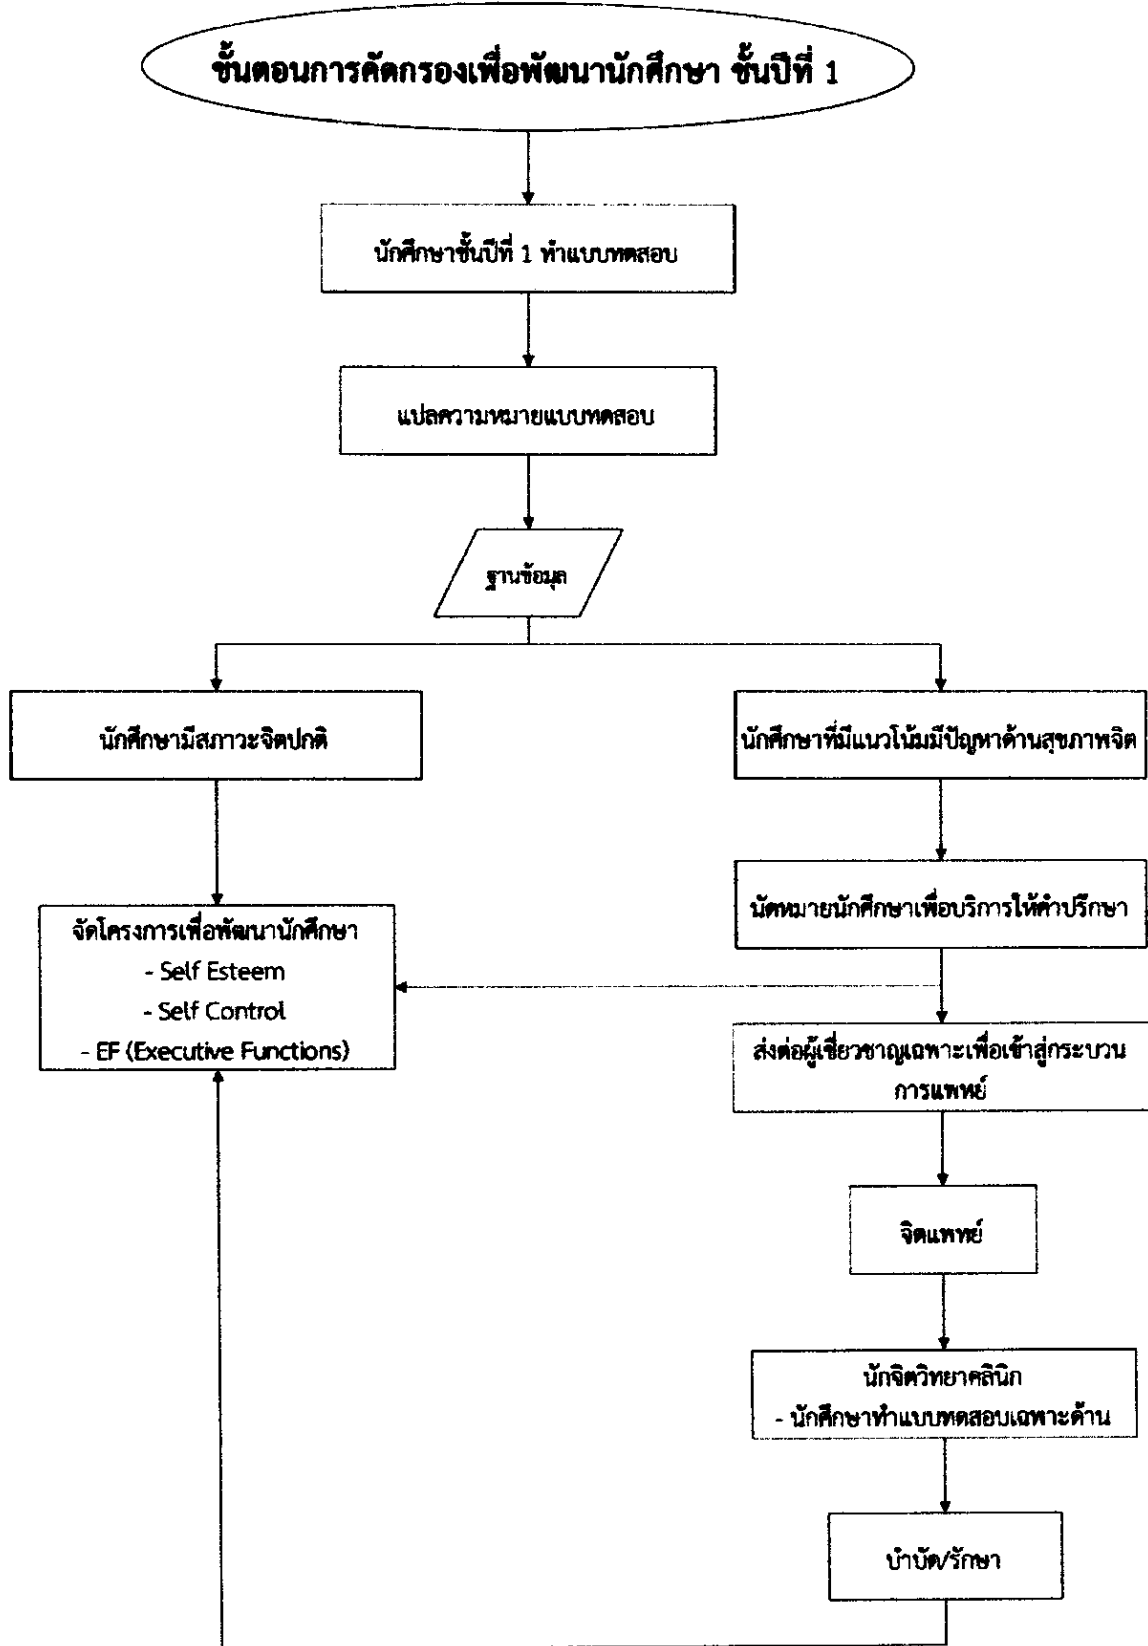 ขั้นตอนการคัดกรองเพื่อพัฒนานักศึกษา ชั้นปีที่ 1
นักศึกษาชั้นปีที่ 1 ทำแบบทดสอบ
แปลความหมายแบบทดสอบ
ฐานข้อมูล
นักศึกษามีสภาวะจิตปกติ
นักศึกษาที่มีแนวโน้มมีปัญหาด้านสุขภาพจิต
นัดหมายนักศึกษาเพื่อบริการให้คำปรึกษา
จัดโครงการเพื่อพัฒนานักศึกษา
- Self Esteem
- Self Control
- EF (Executive Functions)
ส่งต่อผู้เชี่ยวชาญเฉพาะเพื่อเข้าสู่กระบวน
การแพทย์
จิตแพทย์
นักจิตวิทยาคลินิก
- นักศึกษาทำแบบทดสอบเฉพาะด้าน
บำบัด/รักษา